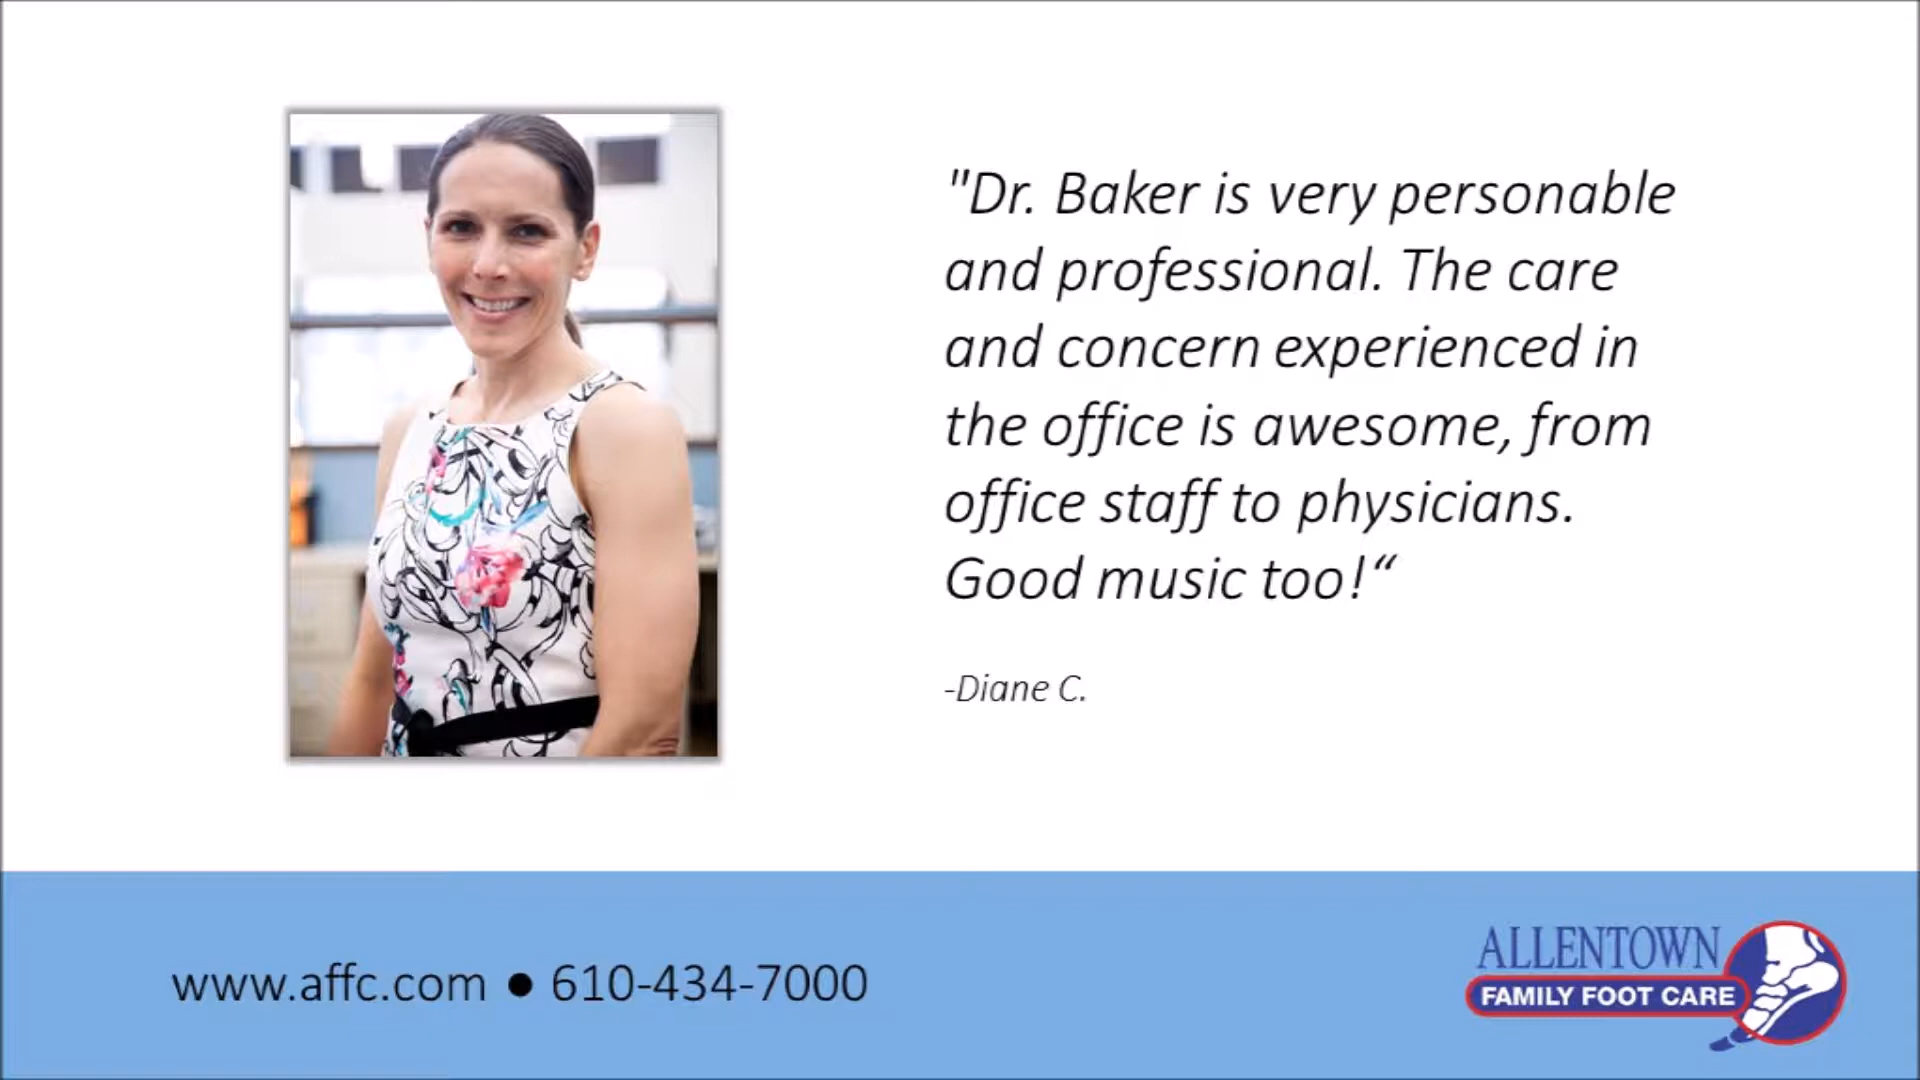 "Dr. Baker is very personable
and professional. The care
and concern experienced in
the office is awesome, from
office staff to physicians.
Good music too!“
-Diane C.
www.affc.com ● 610-434-7000
ALLENTOWN
FAMILY FOOT CARE